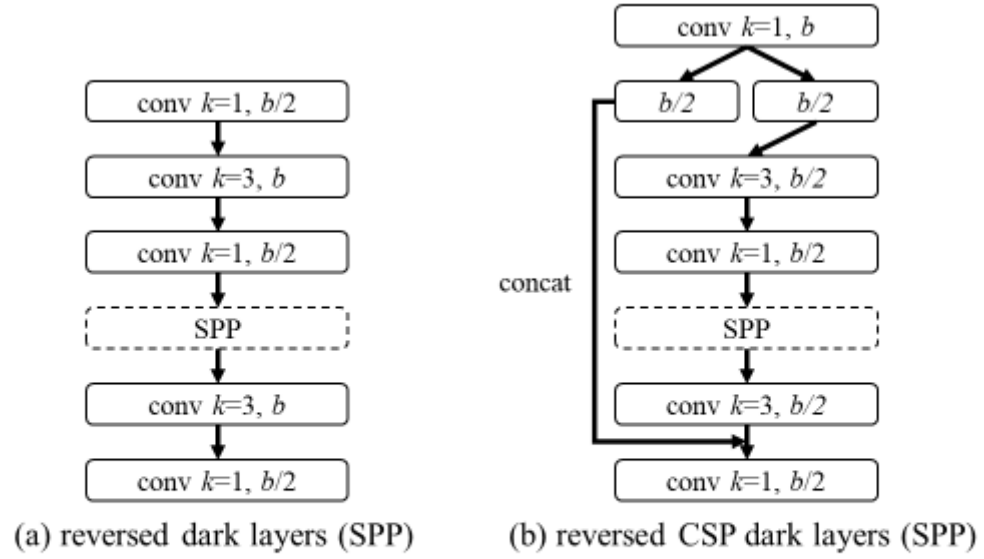 conv k=1, b/2
conv k=3, b
conv k=1, b/2
SPP
conv k=3, b
conv k=1, b/2
(a) reversed dark layers (SPP)
conv k=1, b
b/2 b/2
conv k=3, b/2
conv k=1, b/2
concat
SPP
conv k=3, b/2
conv k=1, b/2
(b) reversed CSP dark layers (SPP)